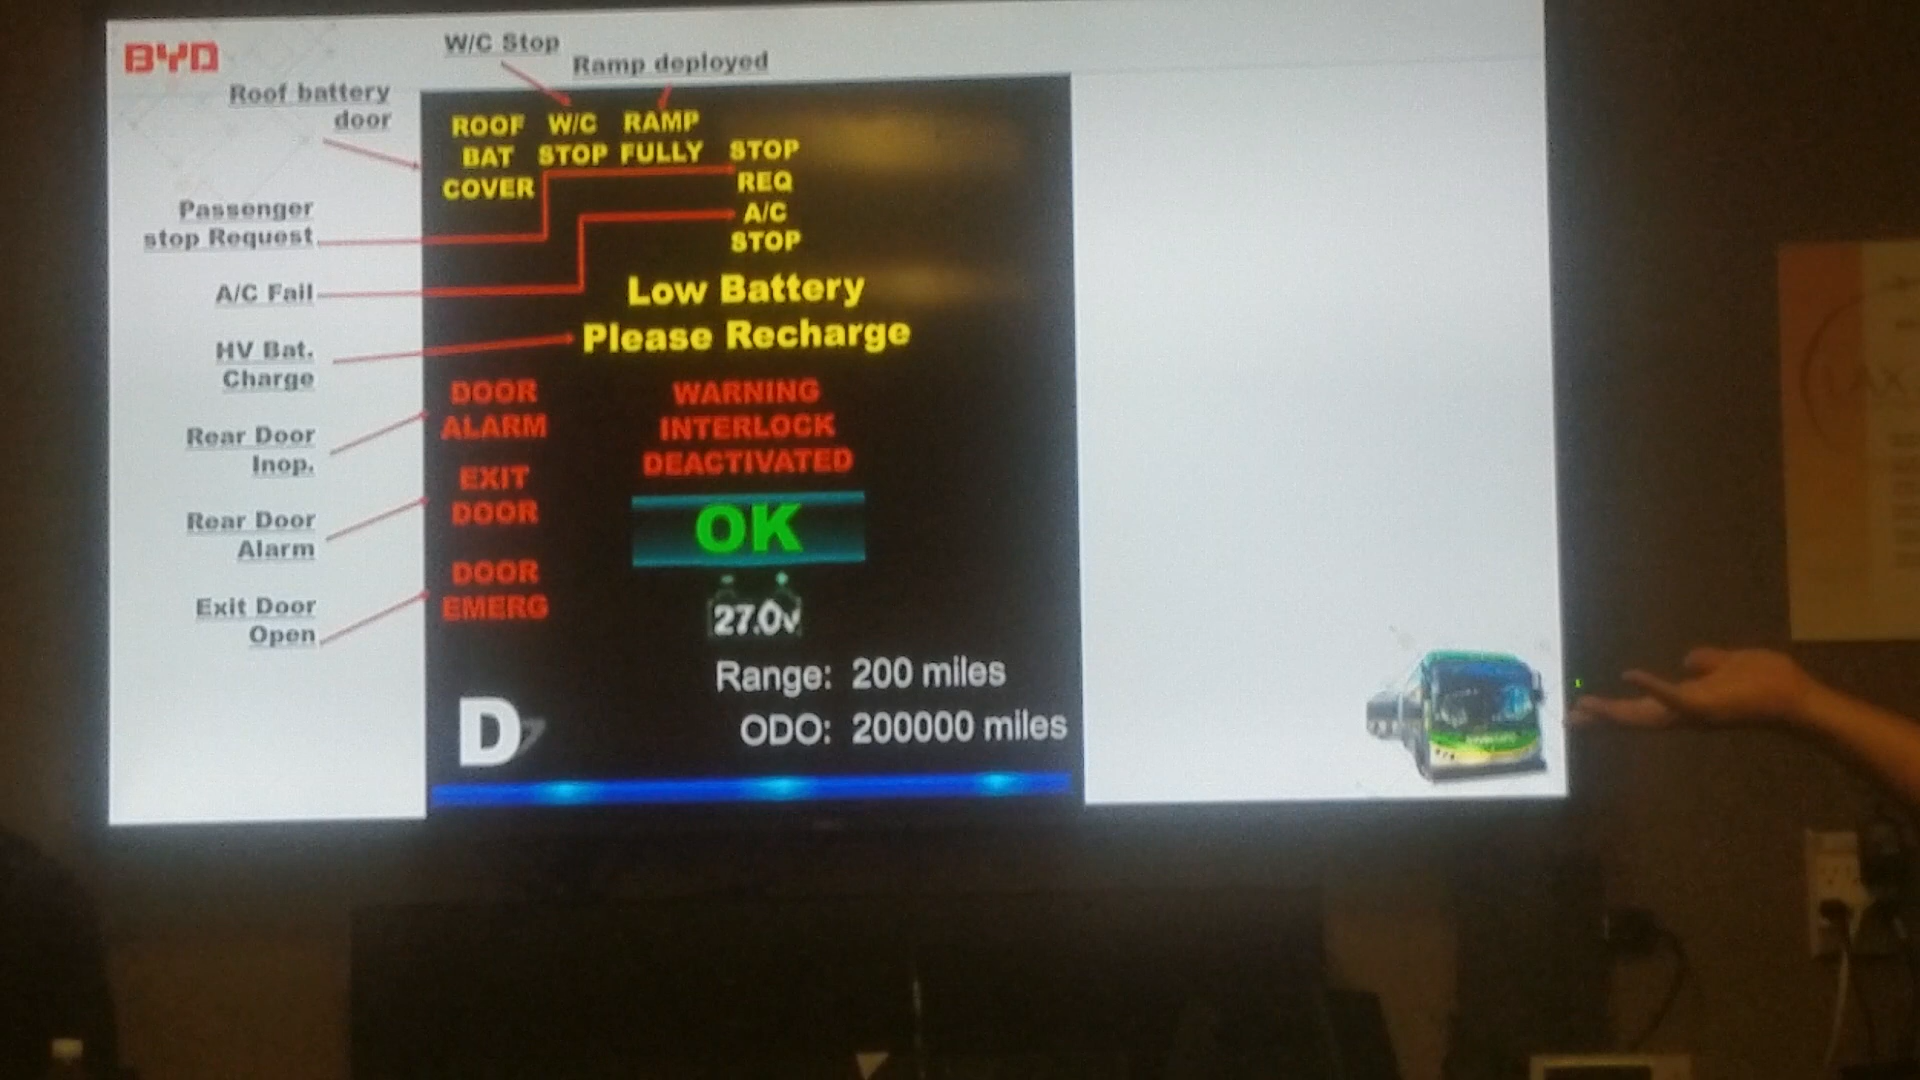 BYD
W/C Stop
Ramp deployed
Roof battery
door
Passenger
stop Request
A/C Fail
HV Bat.
Charge
Rear Door
Inop.
Rear Door
Alarm
Exit Door
Open
ROOF
BAT
COVER
W/C
STOP
RAMP
FULLY
STOP
REQ
A/C
STOP
Low Battery
Please Recharge
DOOR
ALARM
EXIT
DOOR
DOOR
EMERG
WARNING
INTERLOCK
DEACTIVATED
OK
27.0v
Range: 200 miles
ODO: 200000 miles
D
AX